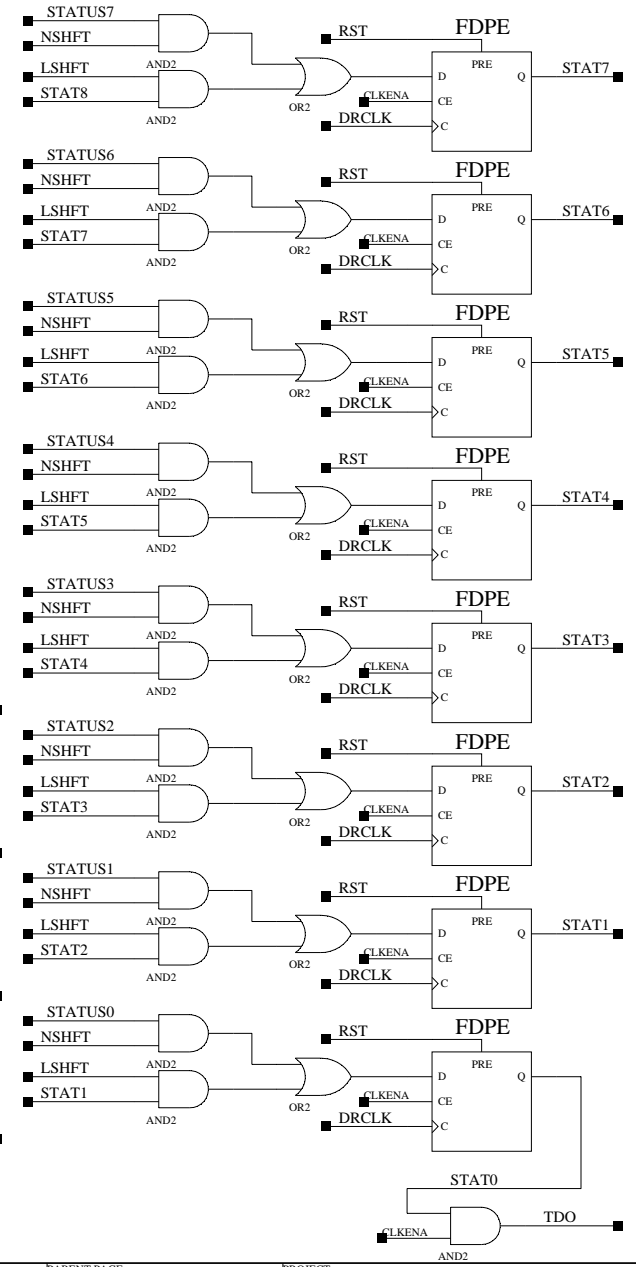 STATUS7
RST
FDPE
NSHFT
AND2
PRE
LSHFT
D
Q
STAT7
STAT8
OR2
CLKENA
CE
AND2
DRCLK
C
STATUS6
RST
FDPE
NSHFT
AND2
PRE
LSHFT
D
Q
STAT6
STAT7
OR2
CLKENA
CE
AND2
DRCLK
C
STATUS5
RST
FDPE
NSHFT
AND2
PRE
LSHFT
D
Q
STAT5
STAT6
OR2
CLKENA
CE
AND2
DRCLK
C
STATUS4
RST
FDPE
NSHFT
AND2
PRE
LSHFT
D
Q
STAT4
STAT5
OR2
CLKENA
CE
AND2
DRCLK
C
STATUS3
RST
FDPE
NSHFT
AND2
PRE
LSHFT
D
Q
STAT3
STAT4
OR2
CLKENA
CE
AND2
DRCLK
C
STATUS2
RST
FDPE
NSHFT
AND2
PRE
LSHFT
D
Q
STAT2
STAT3
OR2
CLKENA
CE
AND2
DRCLK
C
STATUS1
RST
FDPE
NSHFT
AND2
PRE
LSHFT
D
Q
STAT1
STAT2
OR2
CLKENA
CE
AND2
DRCLK
C
STATUS0
RST
FDPE
NSHFT
AND2
PRE
LSHFT
D
Q
STAT1
OR2
CLKENA
CE
AND2
DRCLK
C
STAT0
TDO
CLKENA
AND2